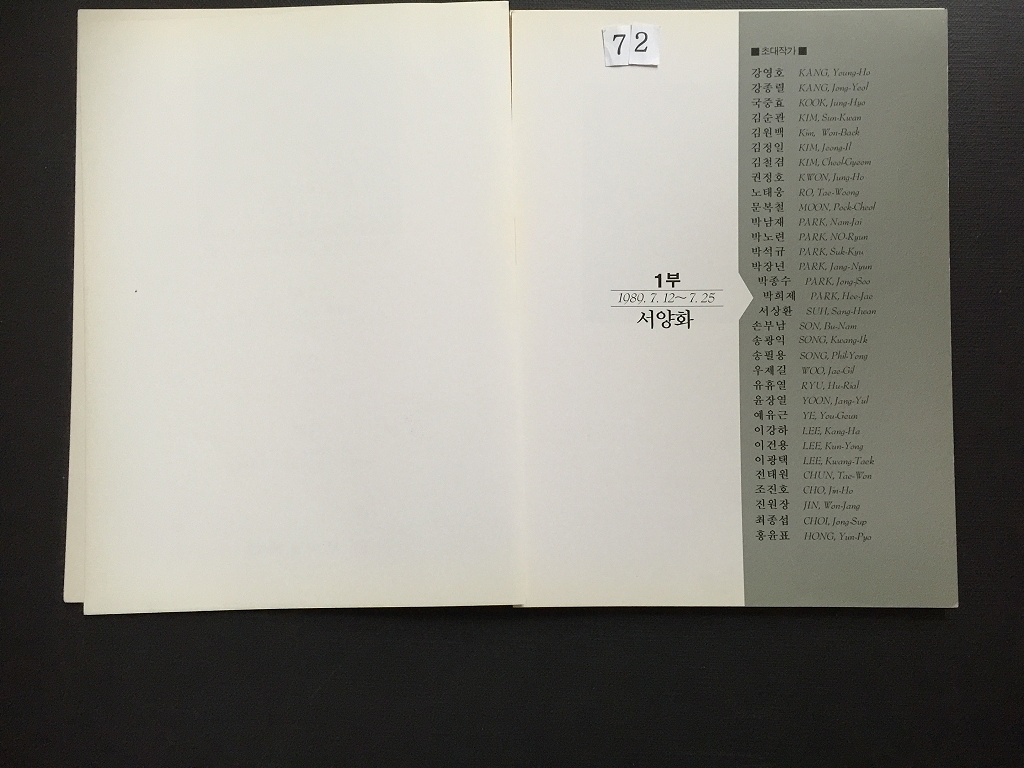 72
1부
1989. 7. 12~7. 25
서양화
■초대작가■
강영호 KANG, Young-Ho
강종렬 KANG, Jong-Yeol
국중효 KOOK, Jung-Hyo
김순관 KIM, Sun-Kwan
김원백 Kim, Won-Baek
김정일 KIM, Jeong-Il
김철겸 KIM, Cheol-Gyeom
권정호 KWON, Jung-Ho
노태웅 RO, Tae-Woong
문복철 MOON, Pock-Cheol
박남재 PARK, Nam-Jai
박노련 PARK, NO-Ryun
박석규 PARK, Suk-Kyu
박장년 PARK, Jang-Nyun
박종수 PARK, Jong-Soo
박희제 PARK, Hee-Jae
서상환 SUH, Sang-Hwan
손부남 SON, Bu-Nam
송광익 SONG, Kwang-Ik
송필용 SONG, Phil-Yong
우제길 WOO, Jae-Gil
유휴열 RYU, Hu-Rial
윤장열 YOON, Jang-Yul
예유근 YE, You-Geun
이강하 LEE, Kang-Ha
이건용 LEE, Kun-Yong
이광택 LEE, Kwang-Taek
전태원 CHUN, Tae-Won
조진호 CHO, Jin-Ho
진원장 JIN, Won-Jang
최종섭 CHOI, Jong-Sup
홍윤표 HONG, Yun-Pyo